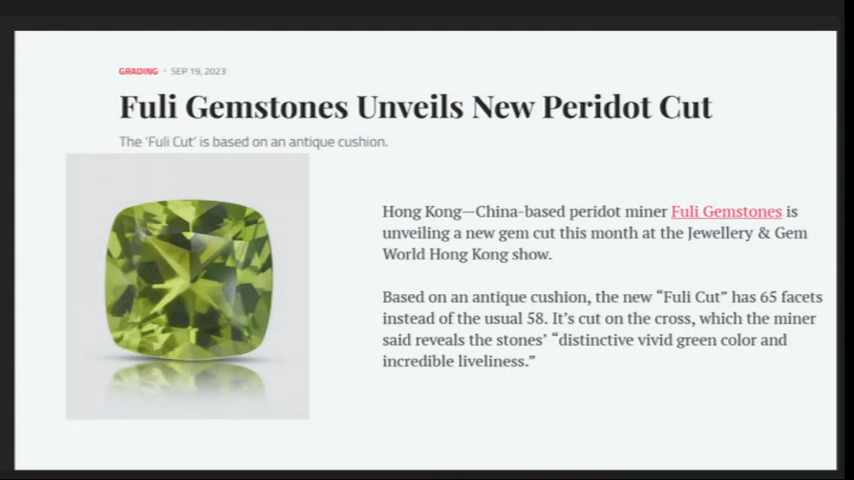 GRADING • SEP 19, 2023
Fuli Gemstones Unveils New Peridot Cut
The ‘Fuli Cut’ is based on an antique cushion.
Hong Kong—China-based peridot miner Fuli Gemstones is
unveiling a new gem cut this month at the Jewellery & Gem
World Hong Kong show.
Based on an antique cushion, the new “Fuli Cut” has 65 facets
instead of the usual 58. It’s cut on the cross, which the miner
said reveals the stones’ “distinctive vivid green color and
incredible liveliness.”